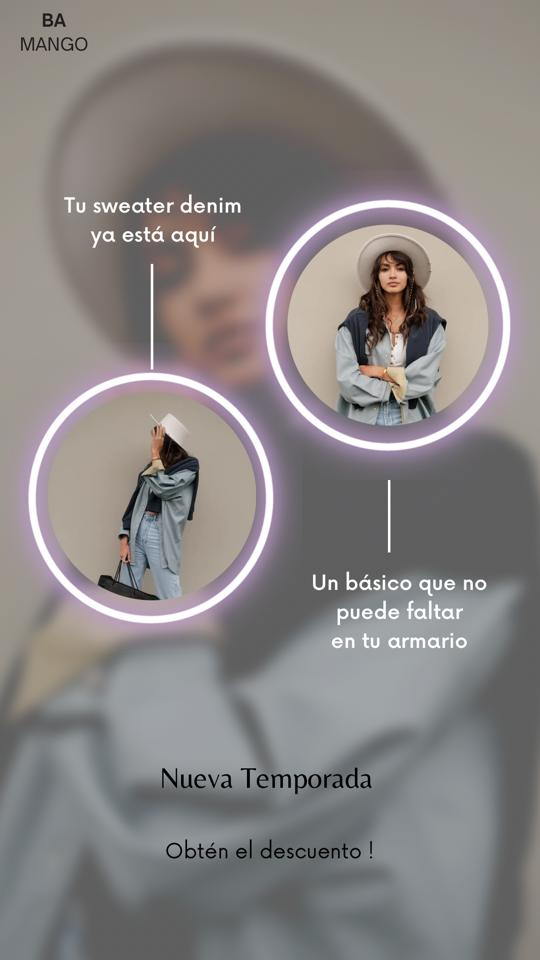 BA
MANGO
Tu sweater denim
ya está aquí
Un básico que no
puede faltar
en tu armario
Nueva Temporada
Obtén el descuento !